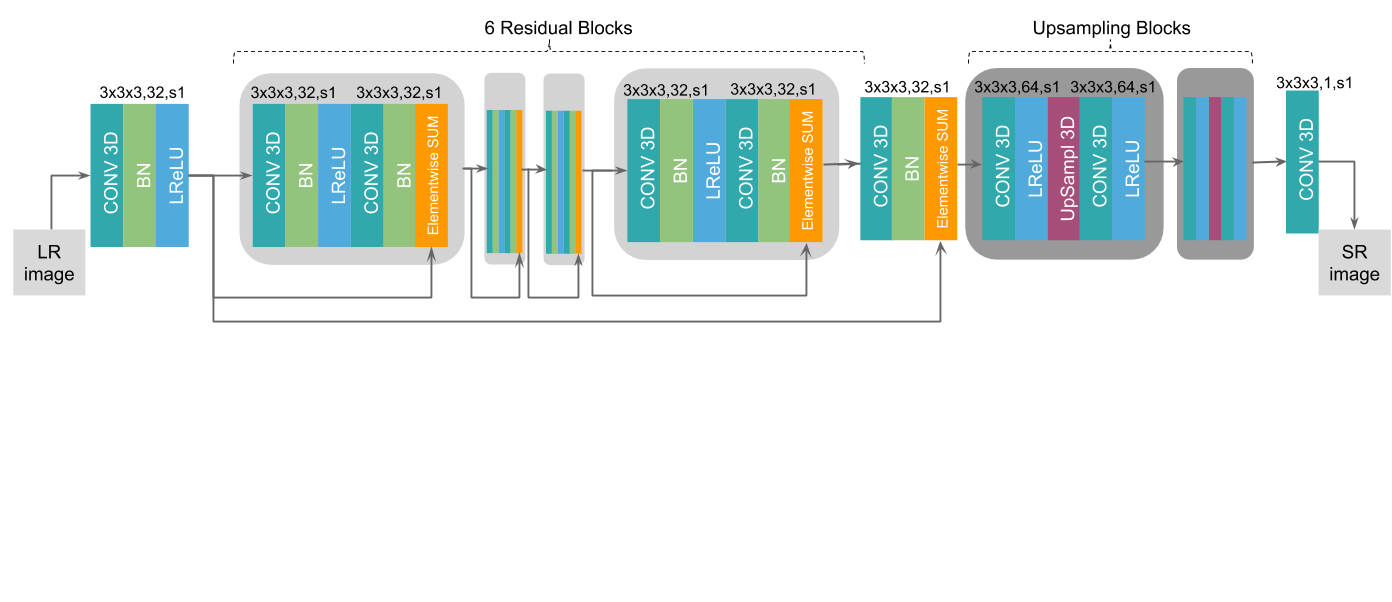 6 Residual Blocks
Upsampling Blocks
3x3x3,32,s1
3x3x3,32,s1
3x3x3,32,s1
3x3x3,32,s1
3x3x3,32,s1
3x3x3,32,s1
3x3x3,64,s1
3x3x3,64,s1
3x3x3,1,s1
LR
image
CONV 3D
BN
LReLU
CONV 3D
BN
LReLU
CONV 3D
BN
Elementwise SUM
CONV 3D
BN
LReLU
CONV 3D
BN
Elementwise SUM
CONV 3D
BN
Elementwise SUM
CONV 3D
LReLU
UpSampl 3D
CONV 3D
LReLU
CONV 3D
SR
image